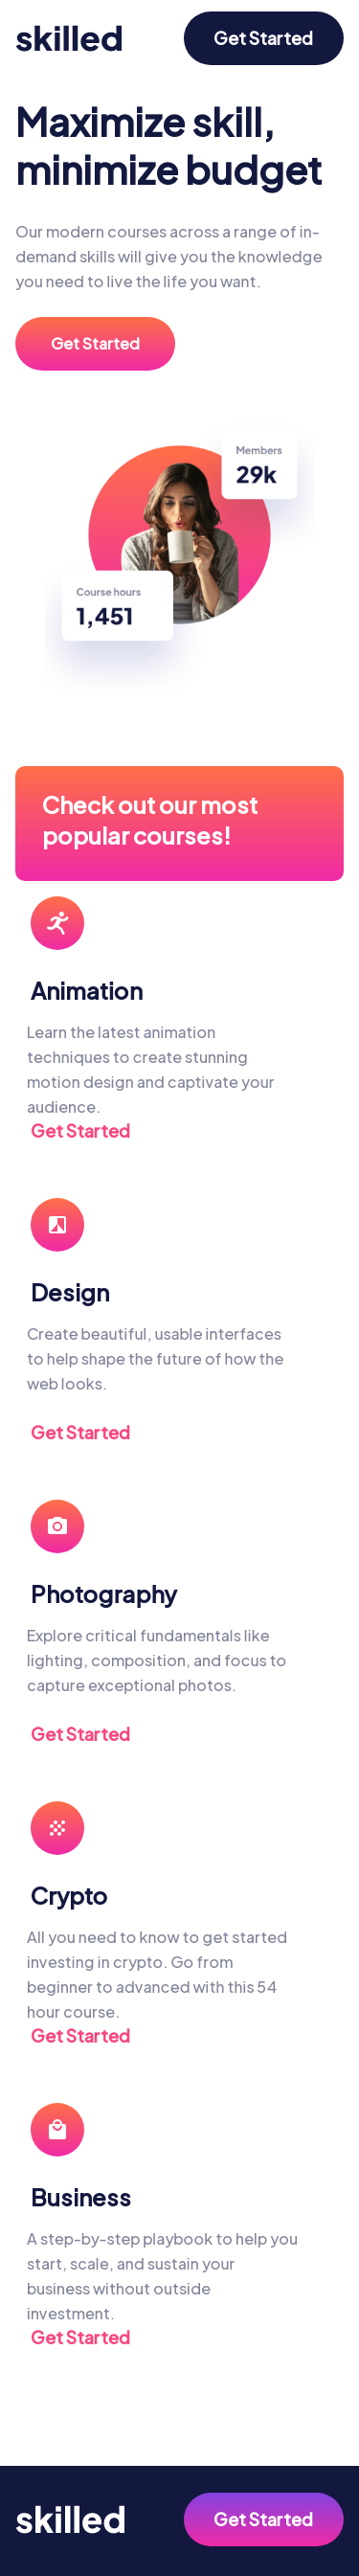 skilled
Get Started
Maximize skill,
minimize budget
Our modern courses across a range of in-
demand skills will give you the knowledge
you need to live the life you want.
Get Started
Members
29k
Course hours
1,451
Check out our most
popular courses!
Animation
Learn the latest animation
techniques to create stunning
motion design and captivate your
audience.
Get Started
Design
Create beautiful, usable interfaces
to help shape the future of how the
web looks.
Get Started
Photography
Explore critical fundamentals like
lighting, composition, and focus to
capture exceptional photos.
Get Started
Crypto
All you need to know to get started
investing in crypto. Go from
beginner to advanced with this 54
hour course.
Get Started
Business
A step-by-step playbook to help you
start, scale, and sustain your
business without outside
investment.
Get Started
skilled
Get Started